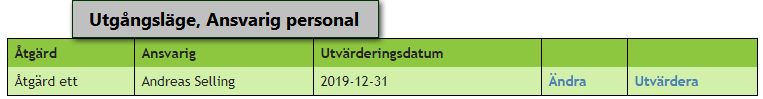 Utgångsläge, Ansvarig personal
Åtgärd Ansvarig Utvärderingsdatum
Åtgärd ett Andreas Selling 2019-12-31 Ändra Utvärdera